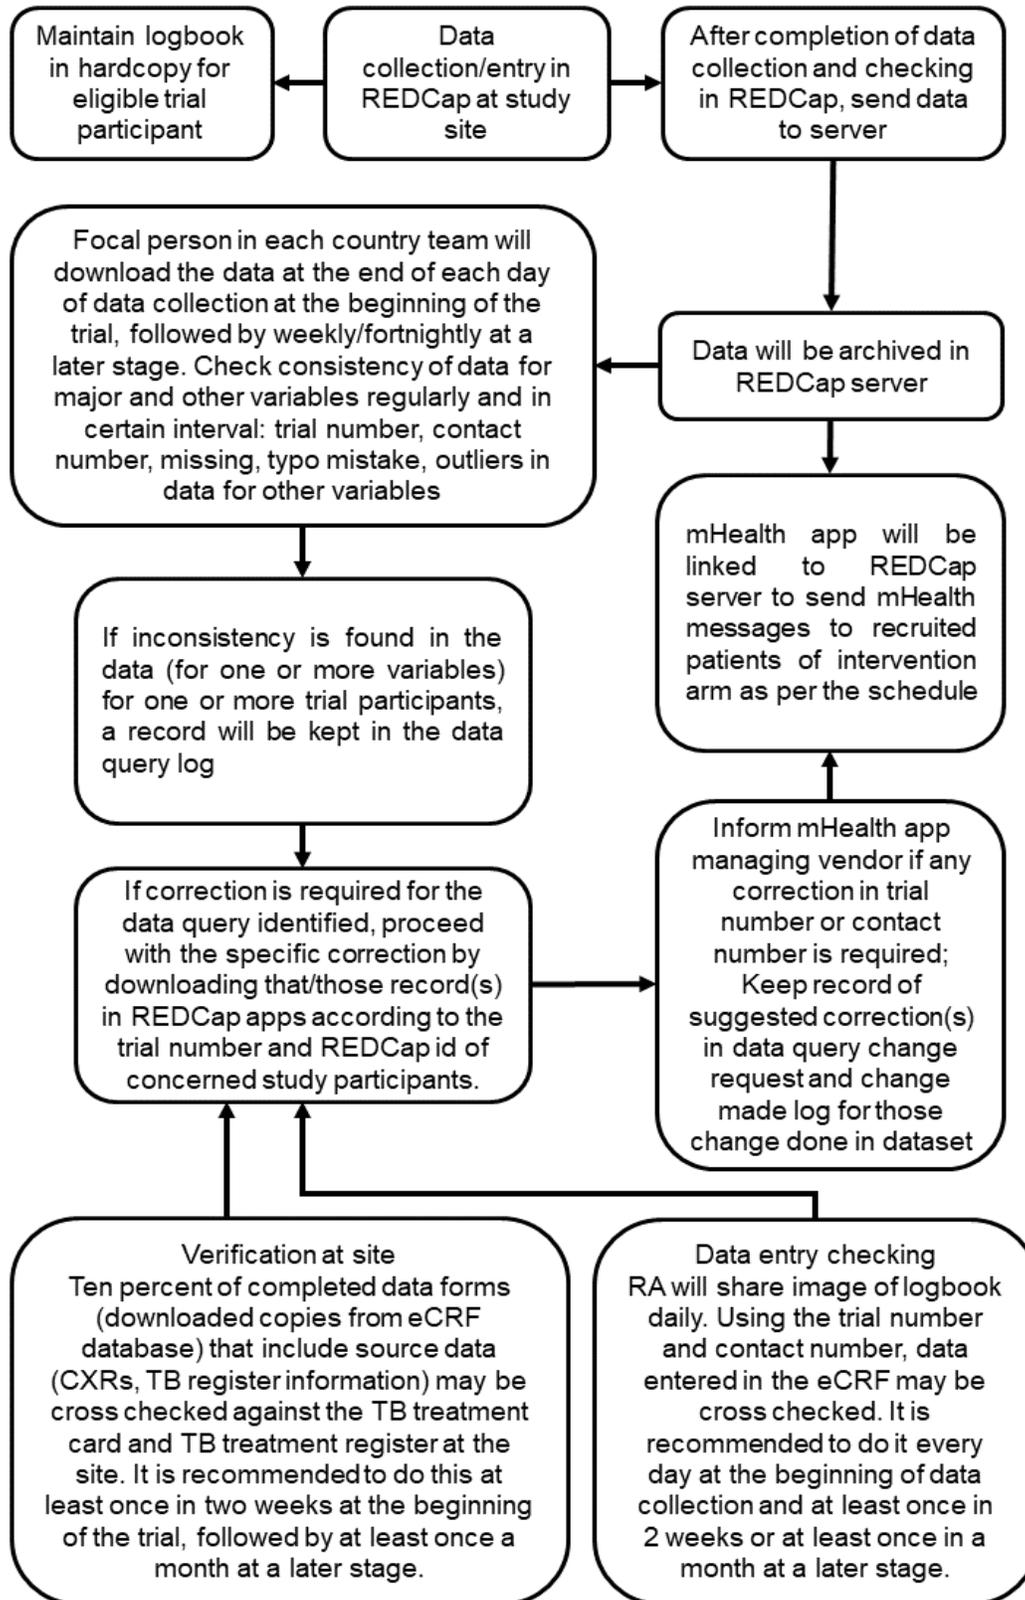 Maintain logbook
in hardcopy for
eligible trial
participant
Data
collection/entry in
REDCap at study
site
After completion of data
collection and checking
in REDCap, send data
to server
Focal person in each country team will
download the data at the end of each day
of data collection at the beginning of the
trial, followed by weekly/fortnightly at a
later stage. Check consistency of data for
major and other variables regularly and in
certain interval: trial number, contact
number, missing, typo mistake, outliers in
data for other variables
Data will be archived in
REDCap server
mHealth app will be
linked to REDCap
server to send mHealth
messages to recruited
patients of intervention
arm as per the schedule
If inconsistency is found in the
data (for one or more variables)
for one or more trial participants,
a record will be kept in the data
query log
If correction is required for the
data query identified, proceed
with the specific correction by
downloading that/those record(s)
in REDCap apps according to the
trial number and REDCap id of
concerned study participants.
Inform mHealth app
managing vendor if any
correction in trial
number or contact
number is required;
Keep record of
suggested correction(s)
in data query change
request and change
made log for those
change done in dataset
Verification at site
Ten percent of completed data forms
(downloaded copies from eCRF
database) that include source data
(CXRs, TB register information) may be
cross checked against the TB treatment
card and TB treatment register at the
site. It is recommended to do this at
least once in two weeks at the beginning
of the trial, followed by at least once a
month at a later stage.
Data entry checking
RA will share image of logbook
daily. Using the trial number
and contact number, data
entered in the eCRF may be
cross checked. It is
recommended to do it every
day at the beginning of data
collection and at least once in
2 weeks or at least once in a
month at a later stage.